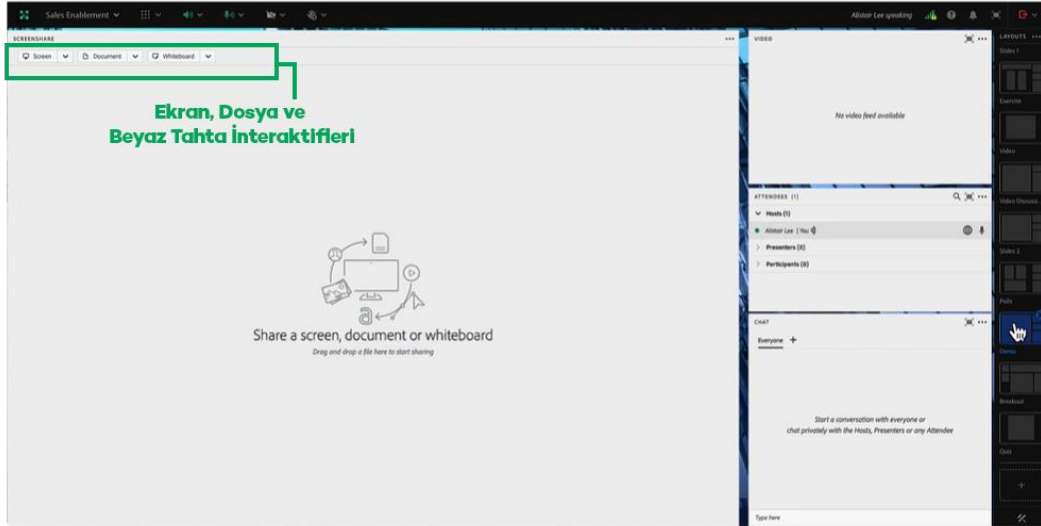 Sales Enablement
Alistair Lee speaking
SCREENSHARE
Screen
Document
Whiteboard
Ekran, Dosya ve
Beyaz Tahta İnteraktifleri
Share a screen, document or whiteboard
Drag and drop a file here to start sharing
VIDEO
No video feed available
ATTENDEES (1)
Hosts (1)
Alistair Lee | You
Presenters (0)
Participants (0)
CHAT
Everyone
Start a conversation with everyone or
chat privately with the Hosts, Presenters or any Attendee
Type here
LAYOUTS
Slides 1
Exercise
Video
Video Discussi
Slides 2
Polls
Demo
Breakout
Quiz